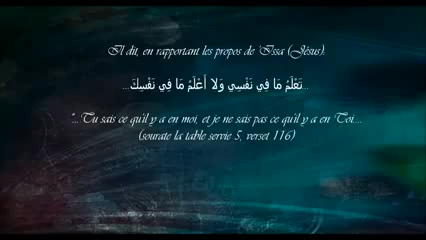 Il dit, en rapportant les propos de Issa (Jésus).
...تَعْلَمُ مَا فِي نَفْسِي وَلَا أَعْلَمُ مَا فِي نَفْسِكَ...
"...Tu sais ce qu'il y a en moi, et je ne sais pas ce qu'il y a en Toi....
(sourate la table servie 5, verset 116)